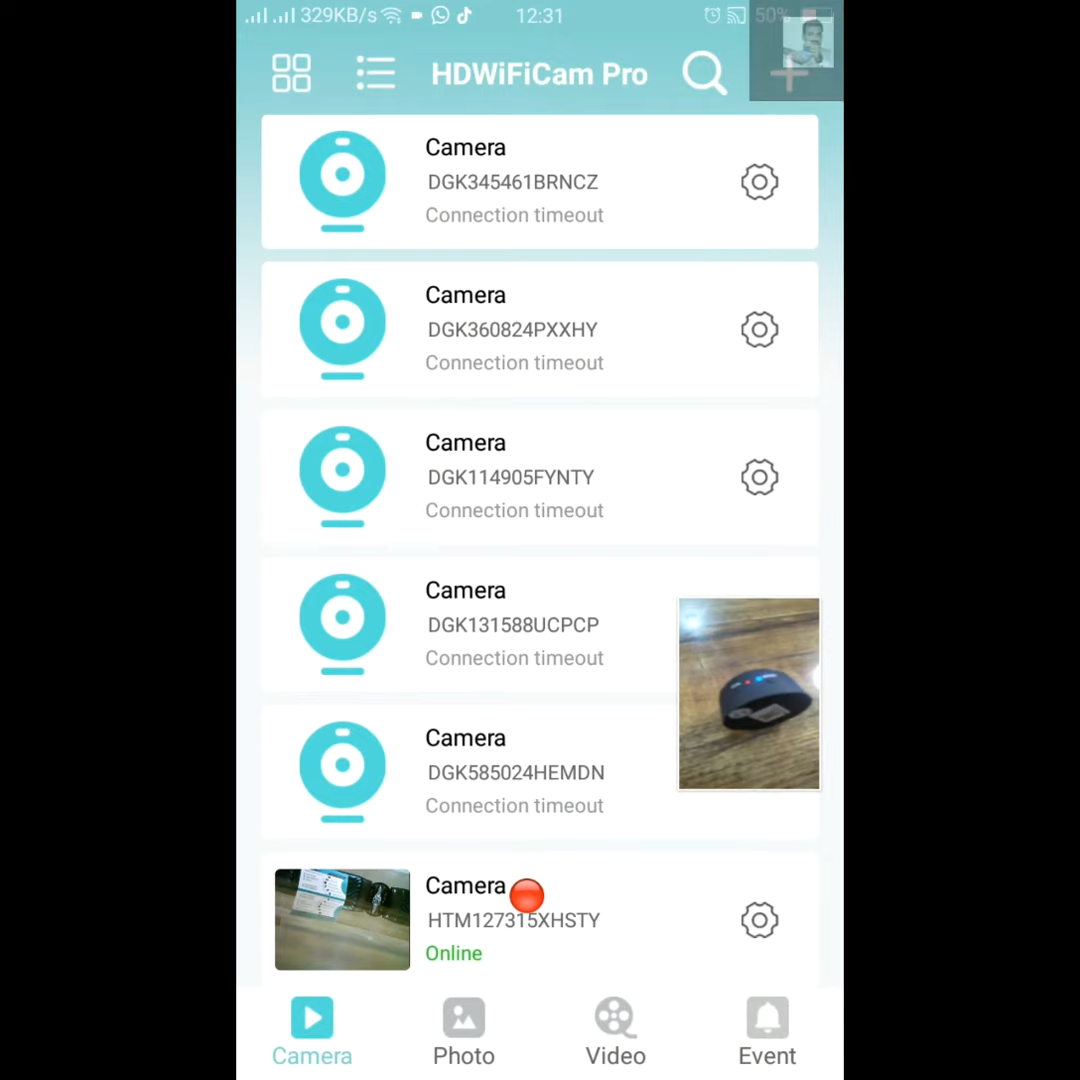 329KB/s 12:31 50%
HDWiFiCam Pro
Camera
DGK345461BRNCZ
Connection timeout
Camera
DGK360824PXXHY
Connection timeout
Camera
DGK114905FYNTY
Connection timeout
Camera
DGK131588UCPCP
Connection timeout
Camera
DGK585024HEMDN
Connection timeout
Camera
HTM127315XHSTY
Online
Camera Photo Video Event